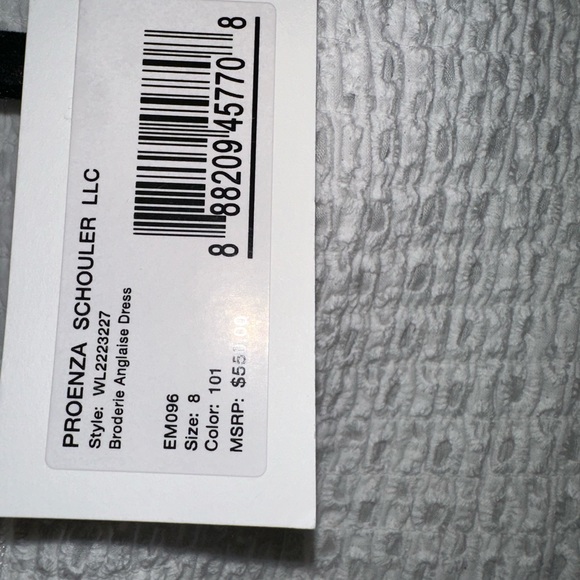 PROENZA SCHOULER LLC
Style: WL2223227
Broderie Anglaise Dress
EM096
Size: 8
Color: 101
MSRP:
8 88209 45770 8